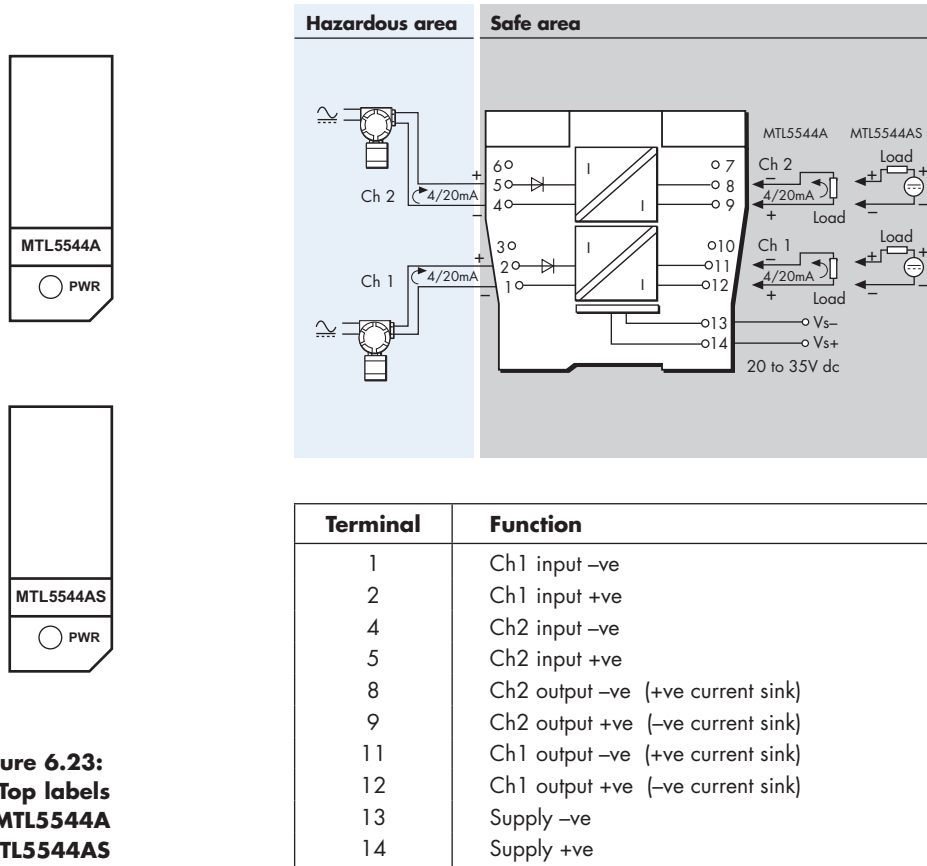 Hazardous area
Safe area
MTL5544A
PWR
MTL5544AS
PWR
ure 6.23:
Top labels
MTL5544A
TL5544AS
Ch 2
4/20mA
+
–
Ch 1
4/20mA
+
–
6
5
4
3
2
1
I
I
I
I
7
8
9
10
11
12
13
14
MTL5544A
MTL5544AS
Ch 2
–
4/20mA
+
Load
Load
+
–
+
–
Ch 1
–
4/20mA
+
Load
Load
+
–
+
–
Vs–
Vs+
20 to 35V dc
Terminal Function
1 Ch1 input –ve
2 Ch1 input +ve
4 Ch2 input –ve
5 Ch2 input +ve
8 Ch2 output –ve (+ve current sink)
9 Ch2 output +ve (–ve current sink)
11 Ch1 output –ve (+ve current sink)
12 Ch1 output +ve (–ve current sink)
13 Supply –ve
14 Supply +ve